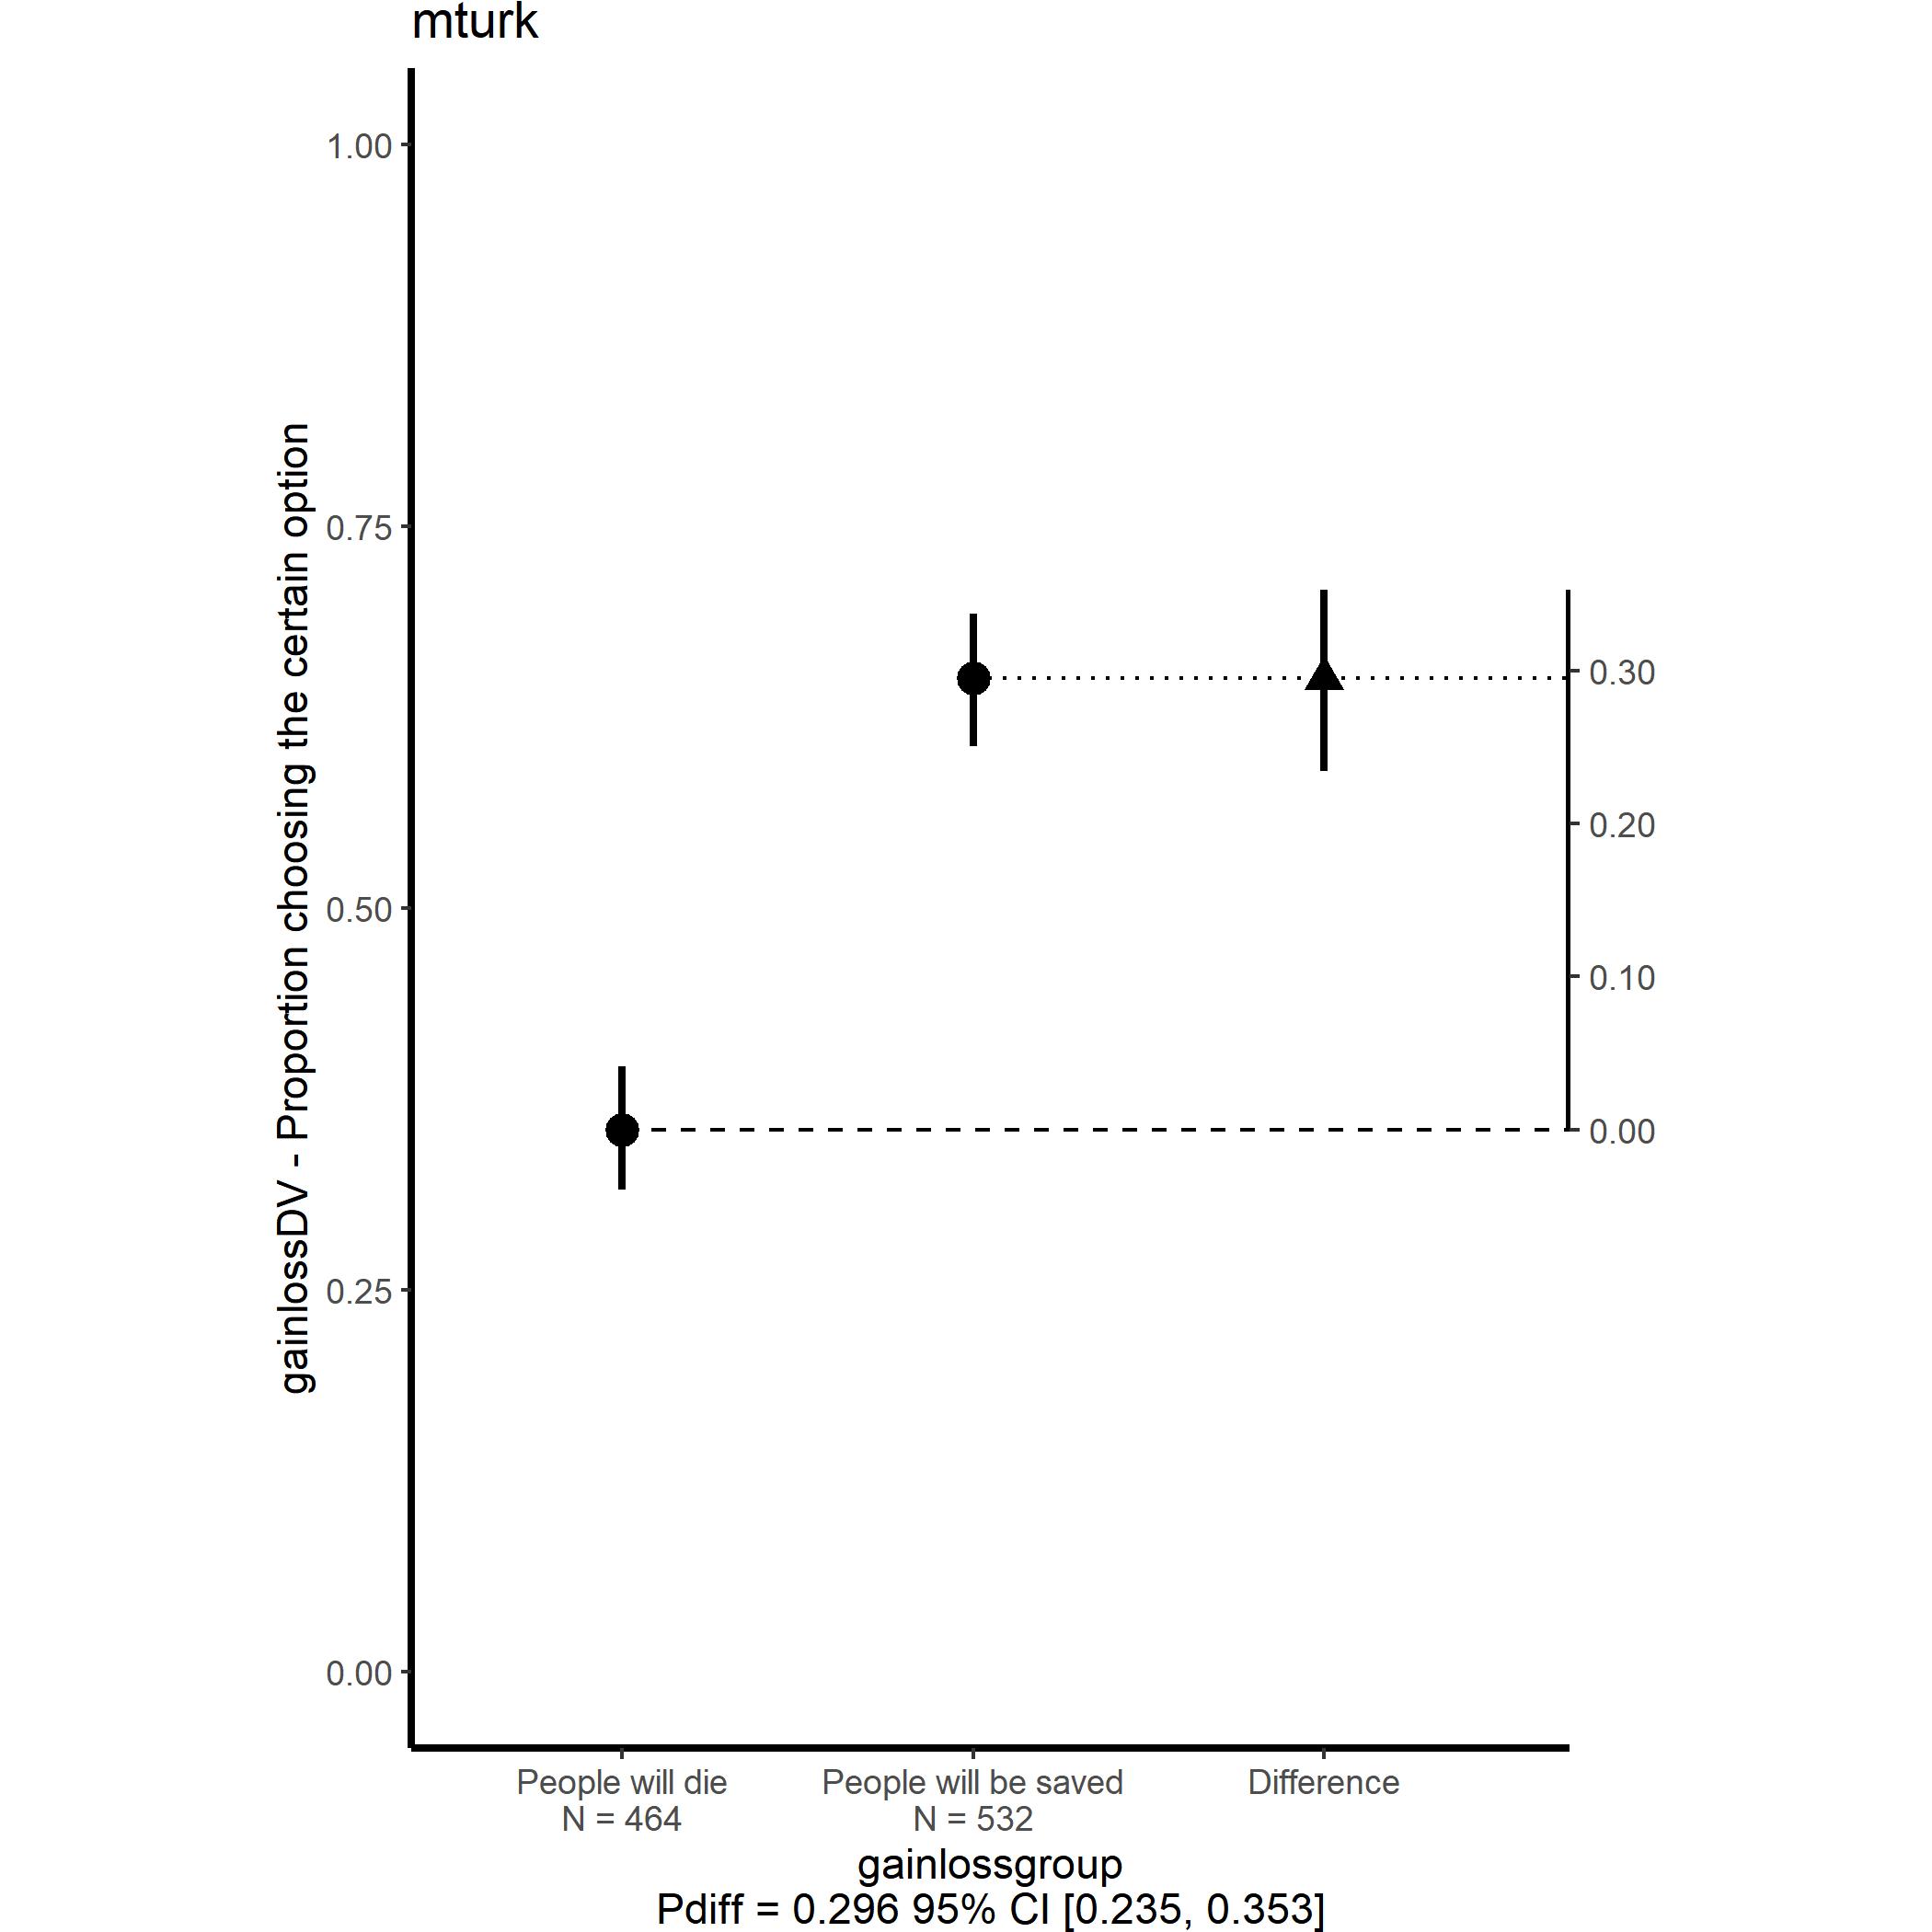 mturk
gainlossDV - Proportion choosing the certain option
1.00
0.75
0.50
0.25
0.00
0.30
0.20
0.10
0.00
People will die
N = 464
People will be saved
N = 532
Difference
gainlossgroup
Pdiff = 0.296 95% CI [0.235, 0.353]